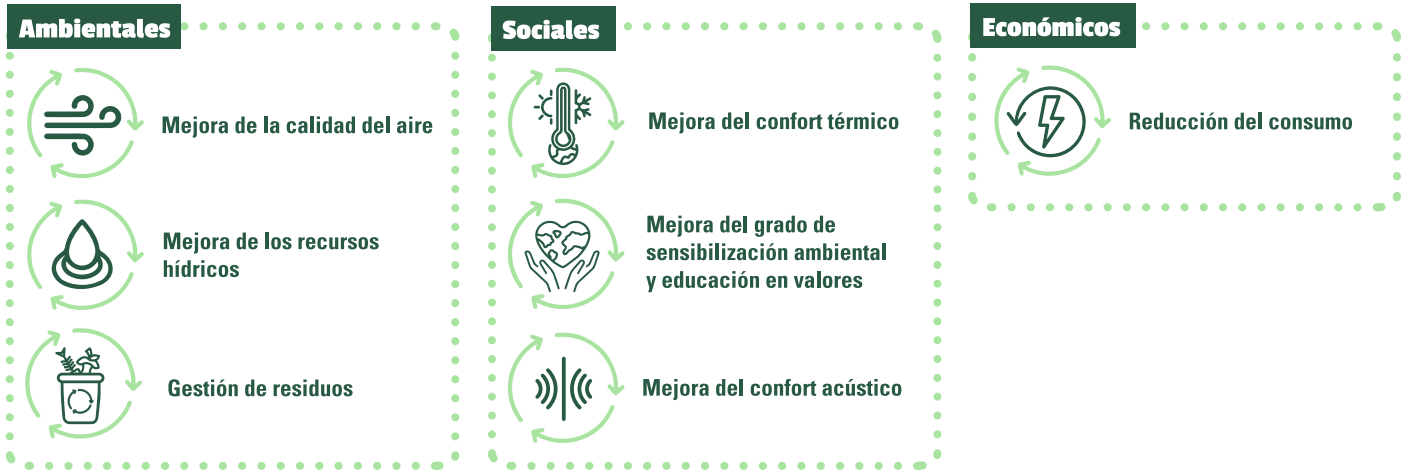 Ambientales
Mejora de la calidad del aire
Mejora de los recursos
hídricos
Gestión de residuos
Sociales
Mejora del confort térmico
Mejora del grado de
sensibilización ambiental
y educación en valores
Mejora del confort acústico
Económicos
Reducción del consumo